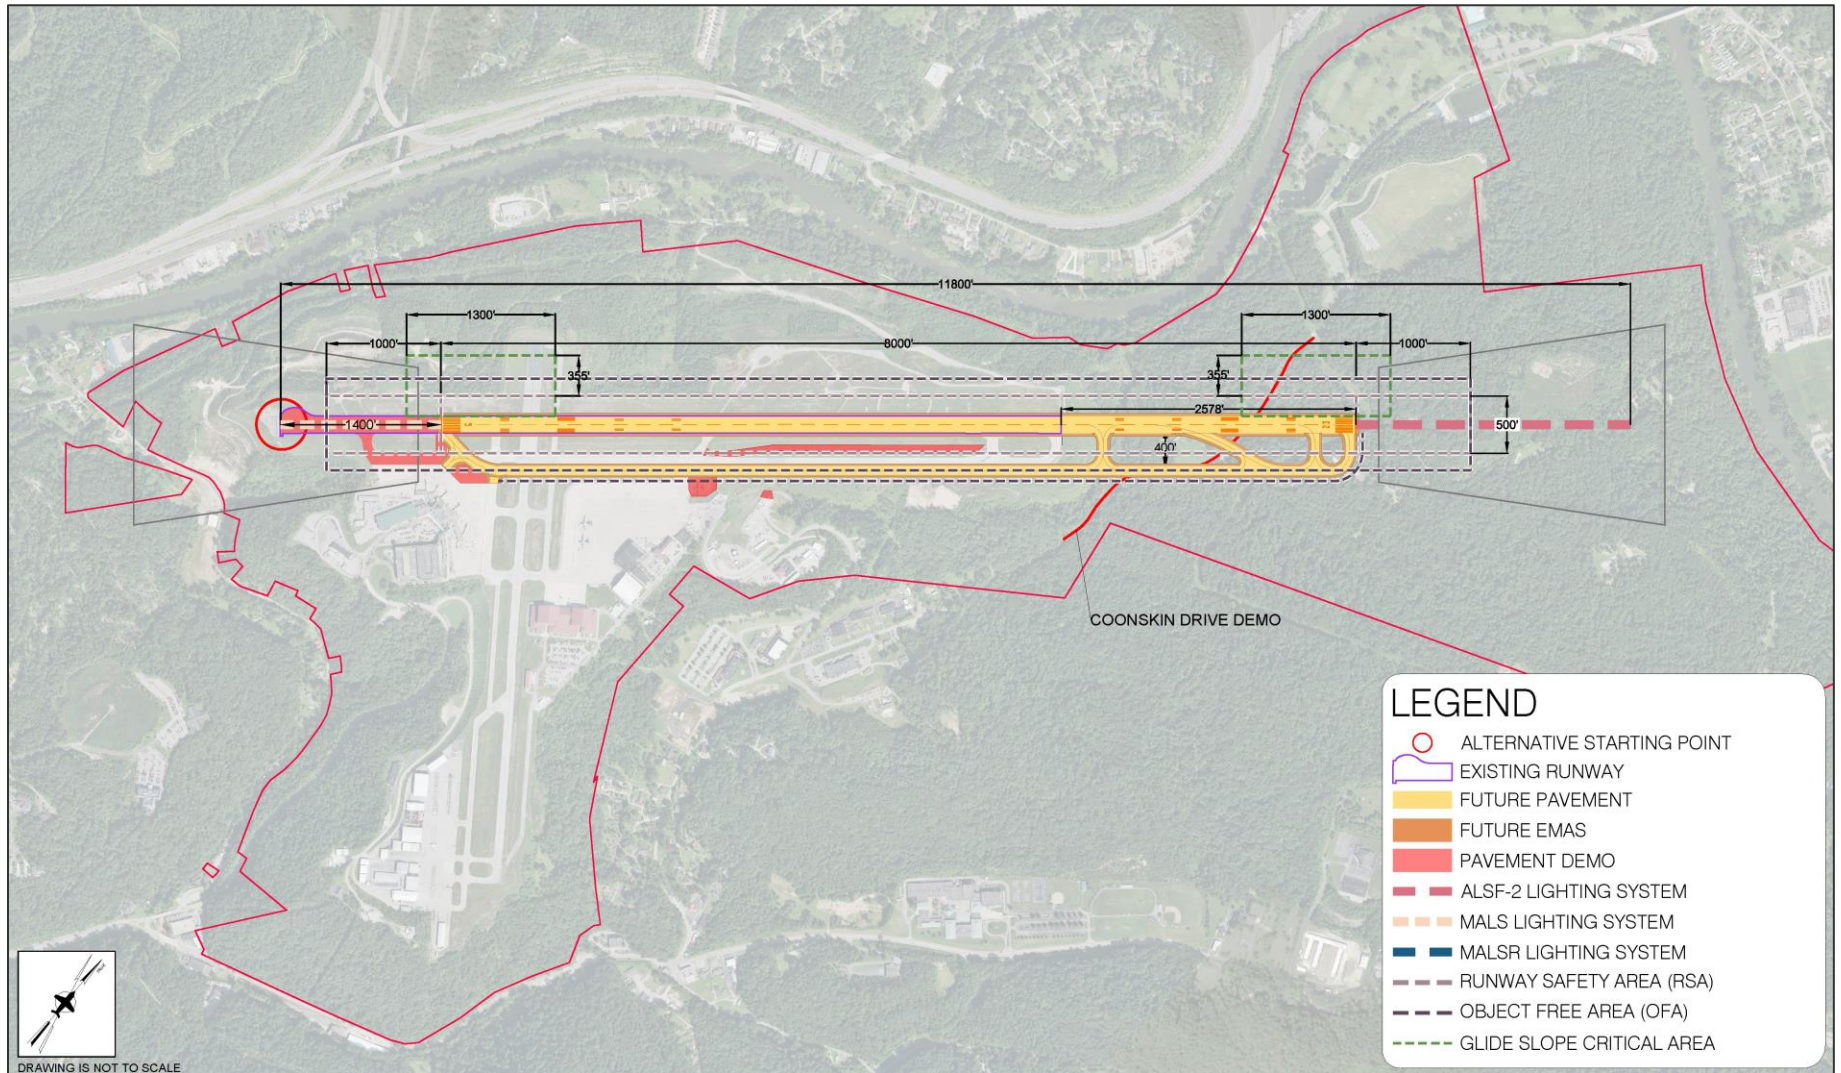 11800'
1300'
1300'
1000'
8000'
1000'
355'
355'
2578'
1400'
500'
400'
5
23
COONSKIN DRIVE DEMO
LEGEND
ALTERNATIVE STARTING POINT
EXISTING RUNWAY
FUTURE PAVEMENT
FUTURE EMAS
PAVEMENT DEMO
ALSF-2 LIGHTING SYSTEM
MALS LIGHTING SYSTEM
MALSR LIGHTING SYSTEM
RUNWAY SAFETY AREA (RSA)
OBJECT FREE AREA (OFA)
GLIDE SLOPE CRITICAL AREA
DRAWING IS NOT TO SCALE